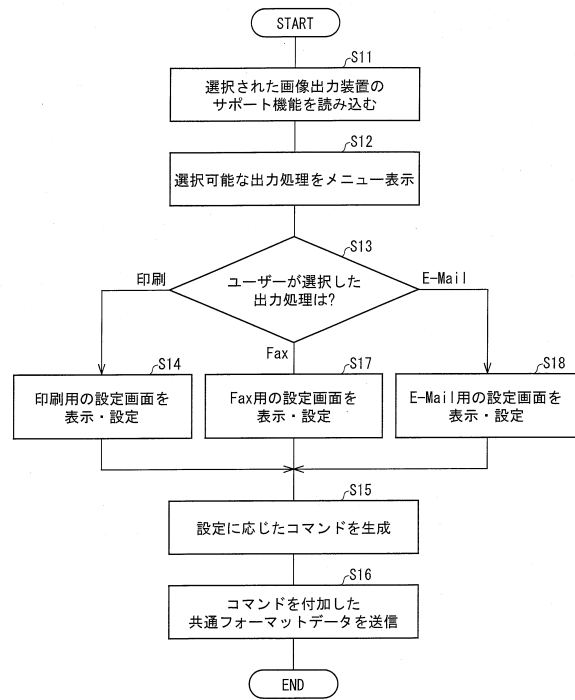 START
S11
選択された画像出力装置の
サポート機能を読み込む
S12
選択可能な出力処理をメニュー表示
S13
ユーザーが選択した
出力処理は?
印刷
E-Mail
Fax
S14
印刷用の設定画面を
表示・設定
S17
Fax用の設定画面を
表示・設定
S18
E-Mail用の設定画面を
表示・設定
S15
設定に応じたコマンドを生成
S16
コマンドを付加した
共通フォーマットデータを送信
END